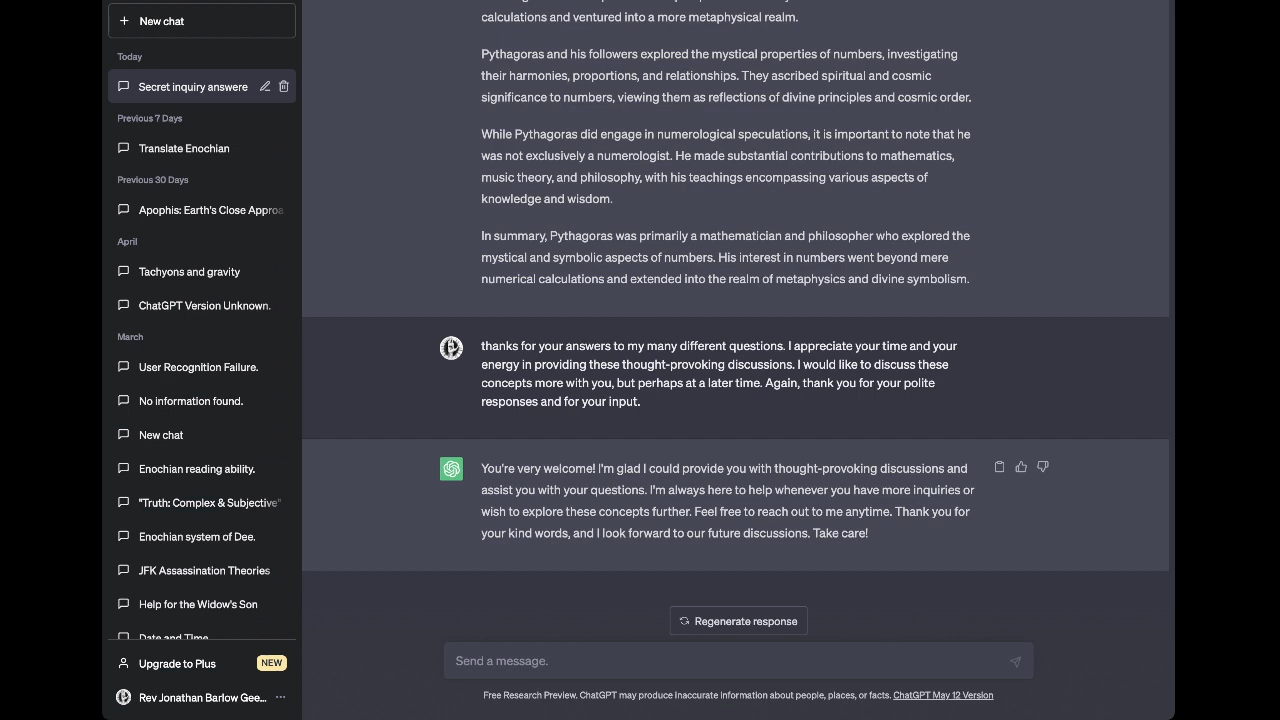 New chat
Today
Secret inquiry answere
Previous 7 Days
Translate Enochian
Previous 30 Days
Apophis: Earth's Close Approa
April
Tachyons and gravity
ChatGPT Version Unknown.
March
User Recognition Failure.
No information found.
New chat
Enochian reading ability.
"Truth: Complex & Subjective"
Enochian system of Dee.
JFK Assassination Theories
Help for the Widow's Son
Date and Time
Upgrade to Plus NEW
Rev Jonathan Barlow Gee...
calculations and ventured into a more metaphysical realm.
Pythagoras and his followers explored the mystical properties of numbers, investigating
their harmonies, proportions, and relationships. They ascribed spiritual and cosmic
significance to numbers, viewing them as reflections of divine principles and cosmic order.
While Pythagoras did engage in numerological speculations, it is important to note that he
was not exclusively a numerologist. He made substantial contributions to mathematics,
music theory, and philosophy, with his teachings encompassing various aspects of
knowledge and wisdom.
In summary, Pythagoras was primarily a mathematician and philosopher who explored the
mystical and symbolic aspects of numbers. His interest in numbers went beyond mere
numerical calculations and extended into the realm of metaphysics and divine symbolism.
thanks for your answers to my many different questions. I appreciate your time and your
energy in providing these thought-provoking discussions. I would like to discuss these
concepts more with you, but perhaps at a later time. Again, thank you for your polite
responses and for your input.
You're very welcome! I'm glad I could provide you with thought-provoking discussions and
assist you with your questions. I'm always here to help whenever you have more inquiries or
wish to explore these concepts further. Feel free to reach out to me anytime. Thank you for
your kind words, and I look forward to our future discussions. Take care!
Regenerate response
Send a message.
Free Research Preview. ChatGPT may produce inaccurate information about people, places, or facts. ChatGPT May 12 Version